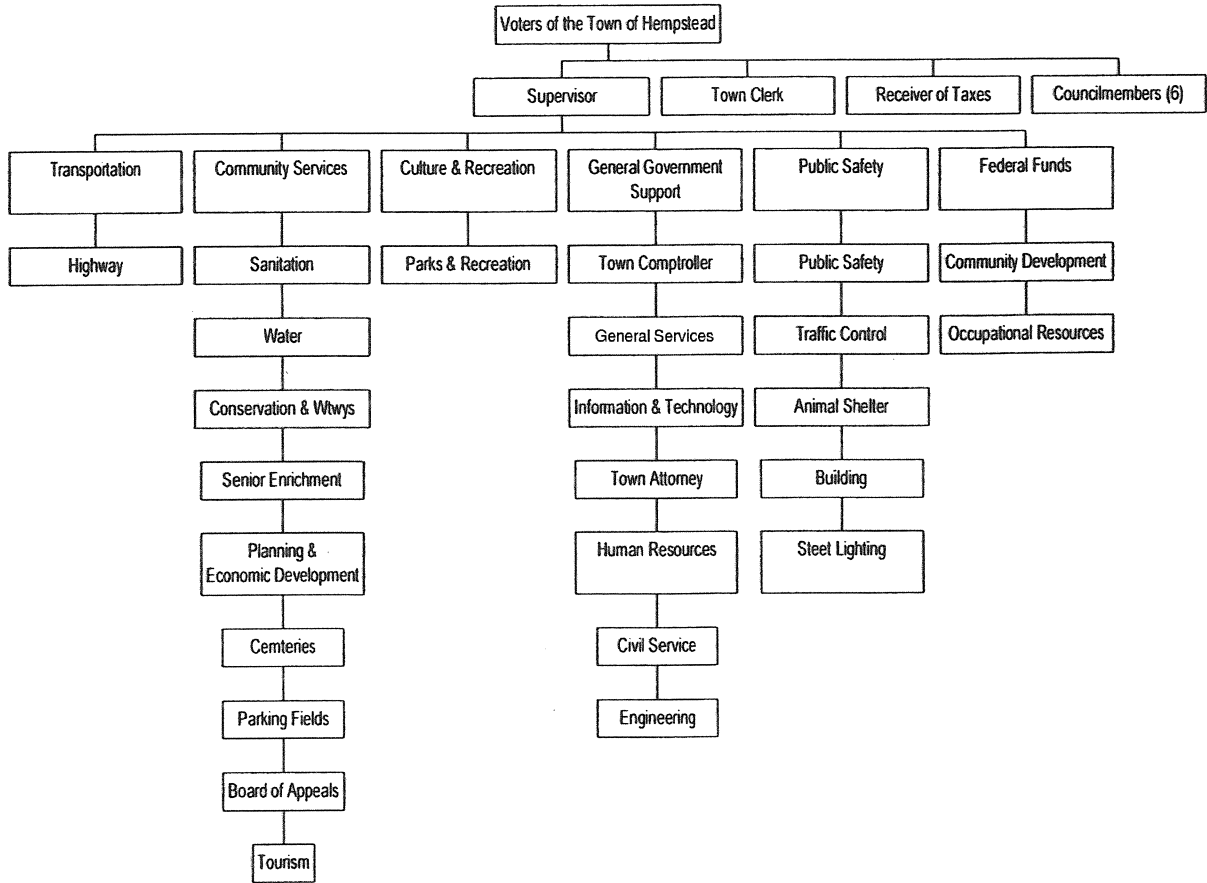 Voters of the Town of Hempstead
Supervisor
Town Clerk
Receiver of Taxes
Councilmembers (6)
Transportation
Community Services
Culture & Recreation
General Government
Support
Public Safety
Federal Funds
Highway
Sanitation
Parks & Recreation
Town Comptroller
Public Safety
Community Development
Water
General Services
Traffic Control
Occupational Resources
Conservation & Wtwys
Information & Technology
Animal Shelter
Senior Enrichment
Town Attorney
Building
Planning &
Economic Development
Human Resources
Steet Lighting
Cemteries
Civil Service
Parking Fields
Engineering
Board of Appeals
Tourism